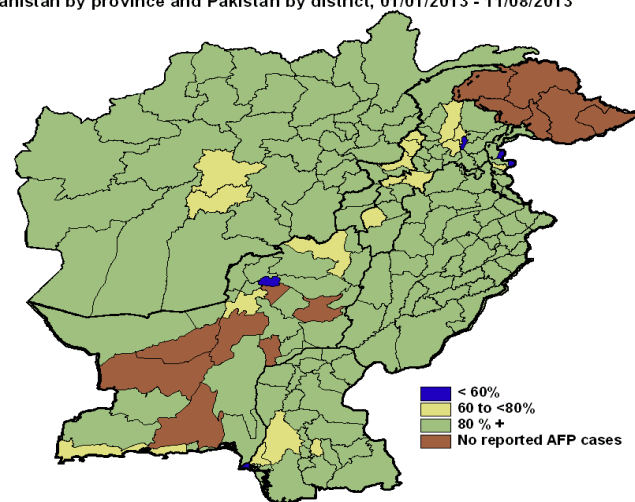 anistan by province and Pakistan by district, 01/01/2013 - 11/08/2013
< 60%
60 to <80%
80 % +
No reported AFP cases